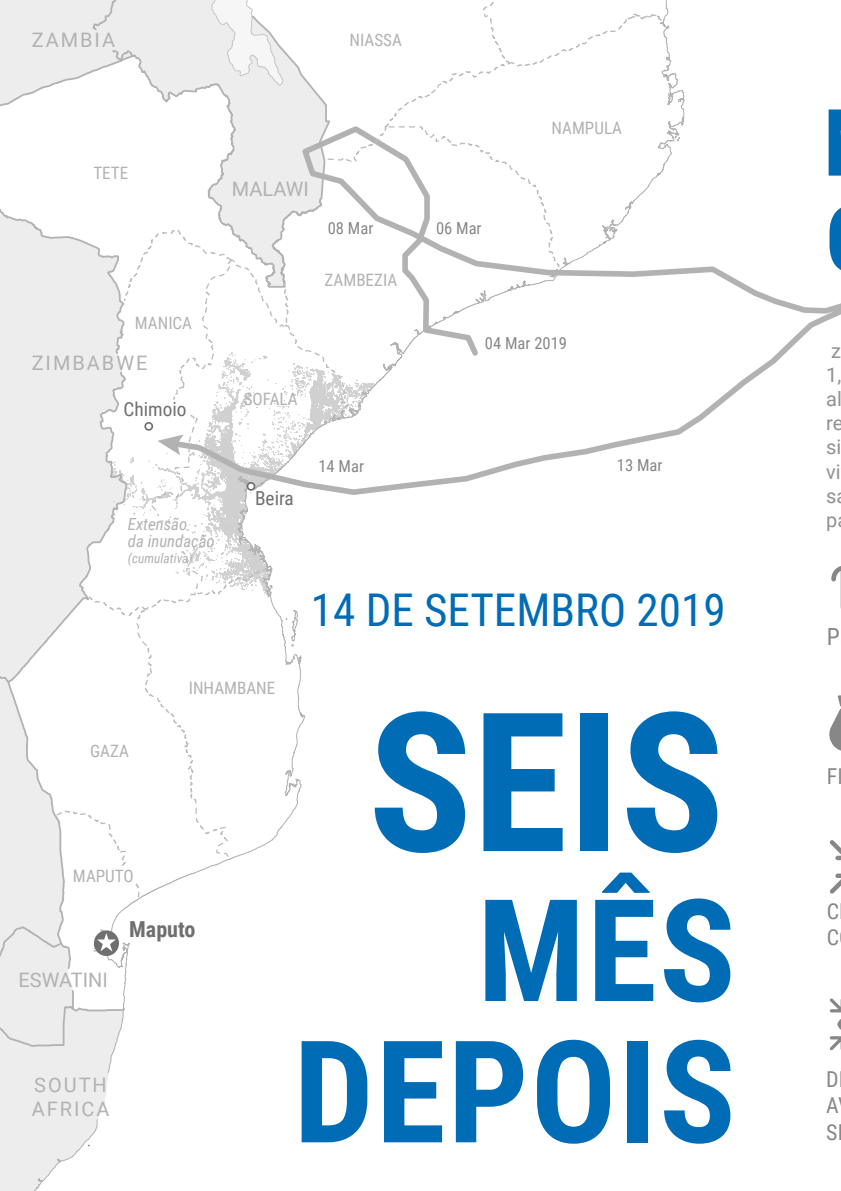 ZAMBIA
NIASSA
NAMPULA
TETE
MALAWI
08 Mar
06 Mar
ZAMBEZIA
MANICA
04 Mar 2019
ZIMBABWE
SOFALA
Chimoio
14 Mar
13 Mar
Beira
Extensão
da inundação
(cumulativa)
14 DE SETEMBRO 2019
INHAMBANE
SEIS
GAZA
MAPUTO
MÊS
Maputo
ESWATINI
DEPOIS
SOUTH
AFRICA